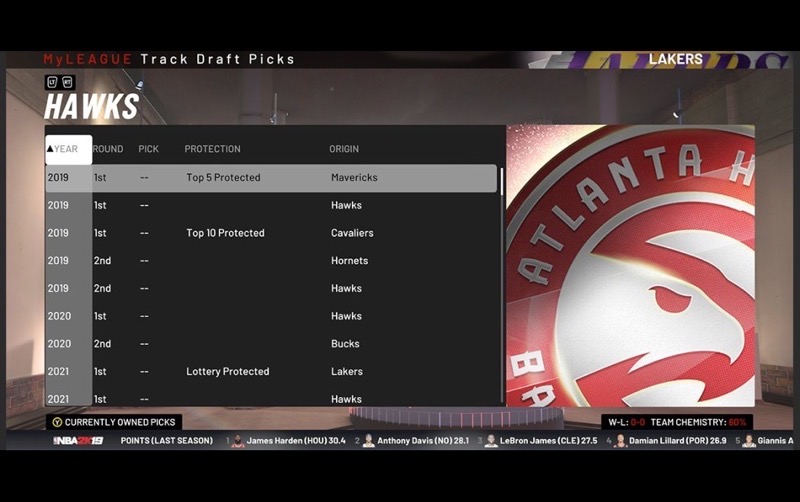 MyLEAGUE Track Draft Picks
LAKERS
LT RT
HAWKS
YEAR ROUND PICK PROTECTION ORIGIN
2019 1st -- Top 5 Protected Mavericks
2019 1st -- Hawks
2019 1st -- Top 10 Protected Cavaliers
2019 2nd -- Hornets
2019 2nd -- Hawks
2020 1st -- Hawks
2020 2nd -- Bucks
2021 1st -- Lottery Protected Lakers
2021 1st -- Hawks
ATLANTA H
BA
Y CURRENTLY OWNED PICKS
W-L: 0-0 TEAM CHEMISTRY: 60%
NBA2K19 POINTS (LAST SEASON) 1 James Harden (HOU) 30.4 2 Anthony Davis (NO) 28.1 3 LeBron James (CLE) 27.5 4 Damian Lillard (POR) 26.9 5 Giannis A